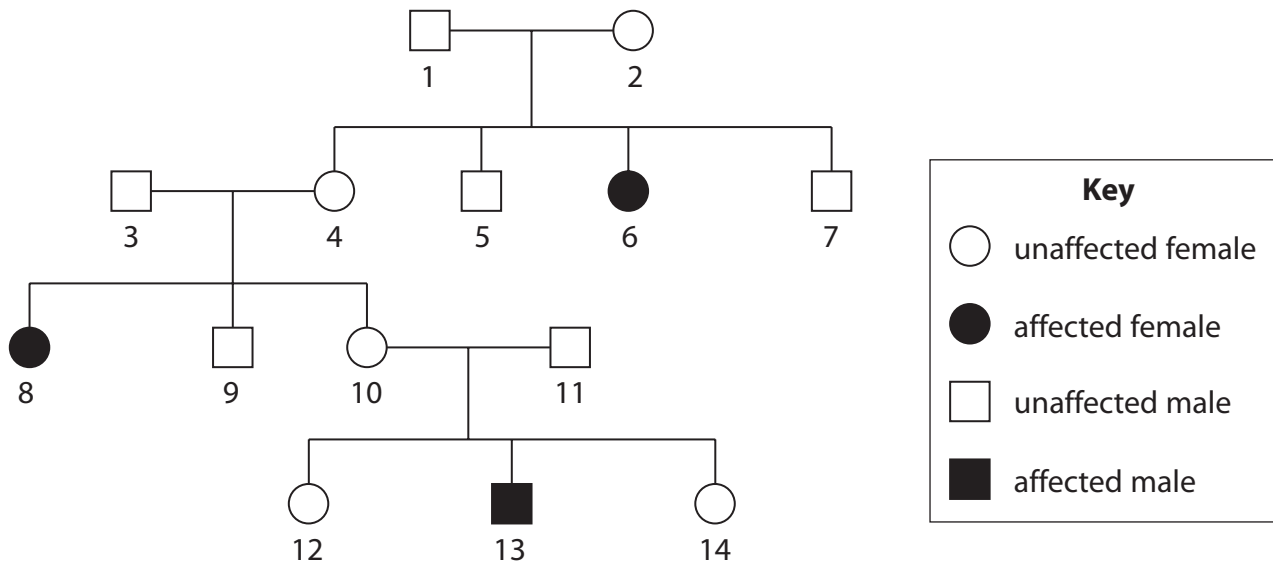 1 2
3 4 5 6 7
8 9 10 11
12 13 14
Key
unaffected female
affected female
unaffected male
affected male